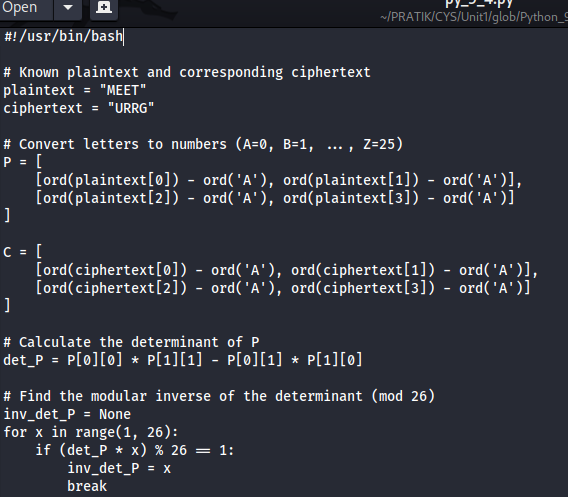 Open
~/PRATIK/CYS/Unit1/glob/Python_9
#!/usr/bin/bash
# Known plaintext and corresponding ciphertext
plaintext = "MEET"
ciphertext = "URRG"
# Convert letters to numbers (A=0, B=1, ..., Z=25)
P = [
    [ord(plaintext[0]) - ord('A'), ord(plaintext[1]) - ord('A')],
    [ord(plaintext[2]) - ord('A'), ord(plaintext[3]) - ord('A')]
]
C = [
    [ord(ciphertext[0]) - ord('A'), ord(ciphertext[1]) - ord('A')],
    [ord(ciphertext[2]) - ord('A'), ord(ciphertext[3]) - ord('A')]
]
# Calculate the determinant of P
det_P = P[0][0] * P[1][1] - P[0][1] * P[1][0]
# Find the modular inverse of the determinant (mod 26)
inv_det_P = None
for x in range(1, 26):
    if (det_P * x) % 26 == 1:
        inv_det_P = x
        break